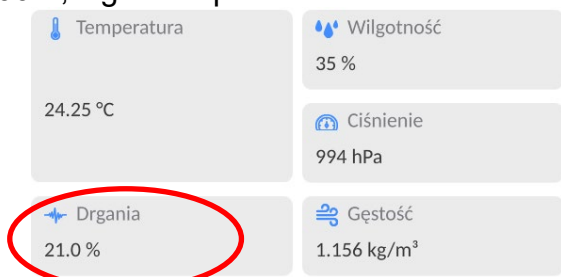 Temperatura
24.25 °C
Wilgotność
35 %
Ciśnienie
994 hPa
Drgania
21.0 %
Gęstość
1.156 kg/m³